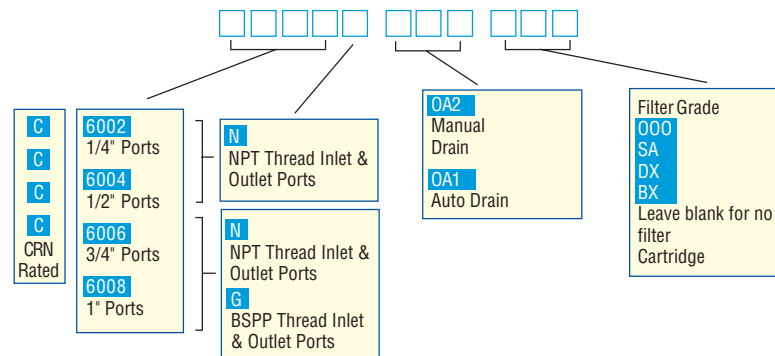 C
C
C
C
CRN
Rated
6002
1/4" Ports
6004
1/2" Ports
6006
3/4" Ports
6008
1" Ports
N
NPT Thread Inlet &
Outlet Ports
N
NPT Thread Inlet &
Outlet Ports
G
BSPP Thread Inlet
& Outlet Ports
OA2
Manual
Drain
OA1
Auto Drain
Filter Grade
OOO
SA
DX
BX
Leave blank for no
filter
Cartridge